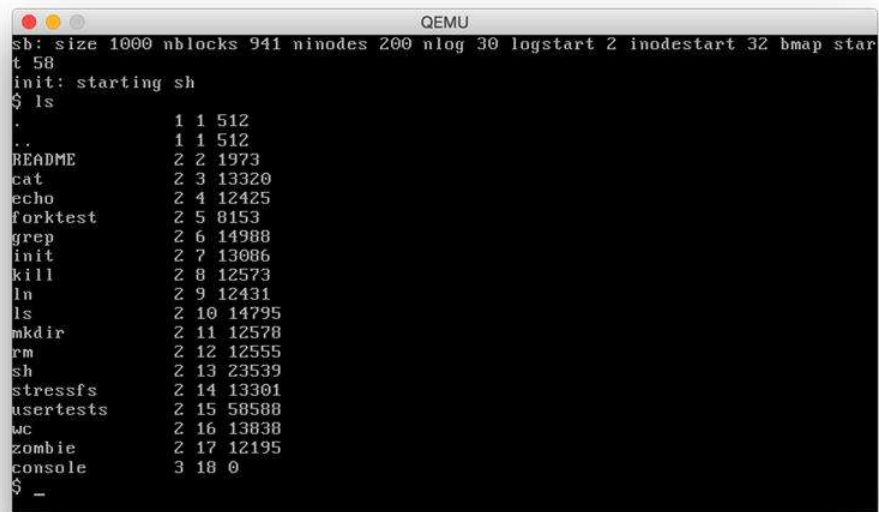 QEMU
sb: size 1000 nblocks 941 ninodes 200 nlog 30 logstart 2 inodestart 32 bmap star
t 58
init: starting sh
$ ls
. 1 1 512
.. 1 1 512
README 2 2 1973
cat 2 3 13320
echo 2 4 12425
forktest 2 5 8153
grep 2 6 14988
init 2 7 13086
kill 2 8 12573
ln 2 9 12431
ls 2 10 14795
mkdir 2 11 12578
rm 2 12 12555
sh 2 13 23539
stressfs 2 14 13301
usertests 2 15 58588
wc 2 16 13838
zombie 2 17 12195
console 3 18 0
$ _